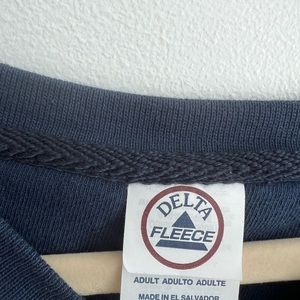 DELTA
FLEECE
ADULT ADULTO ADULTE
MADE IN EL SALVADOR